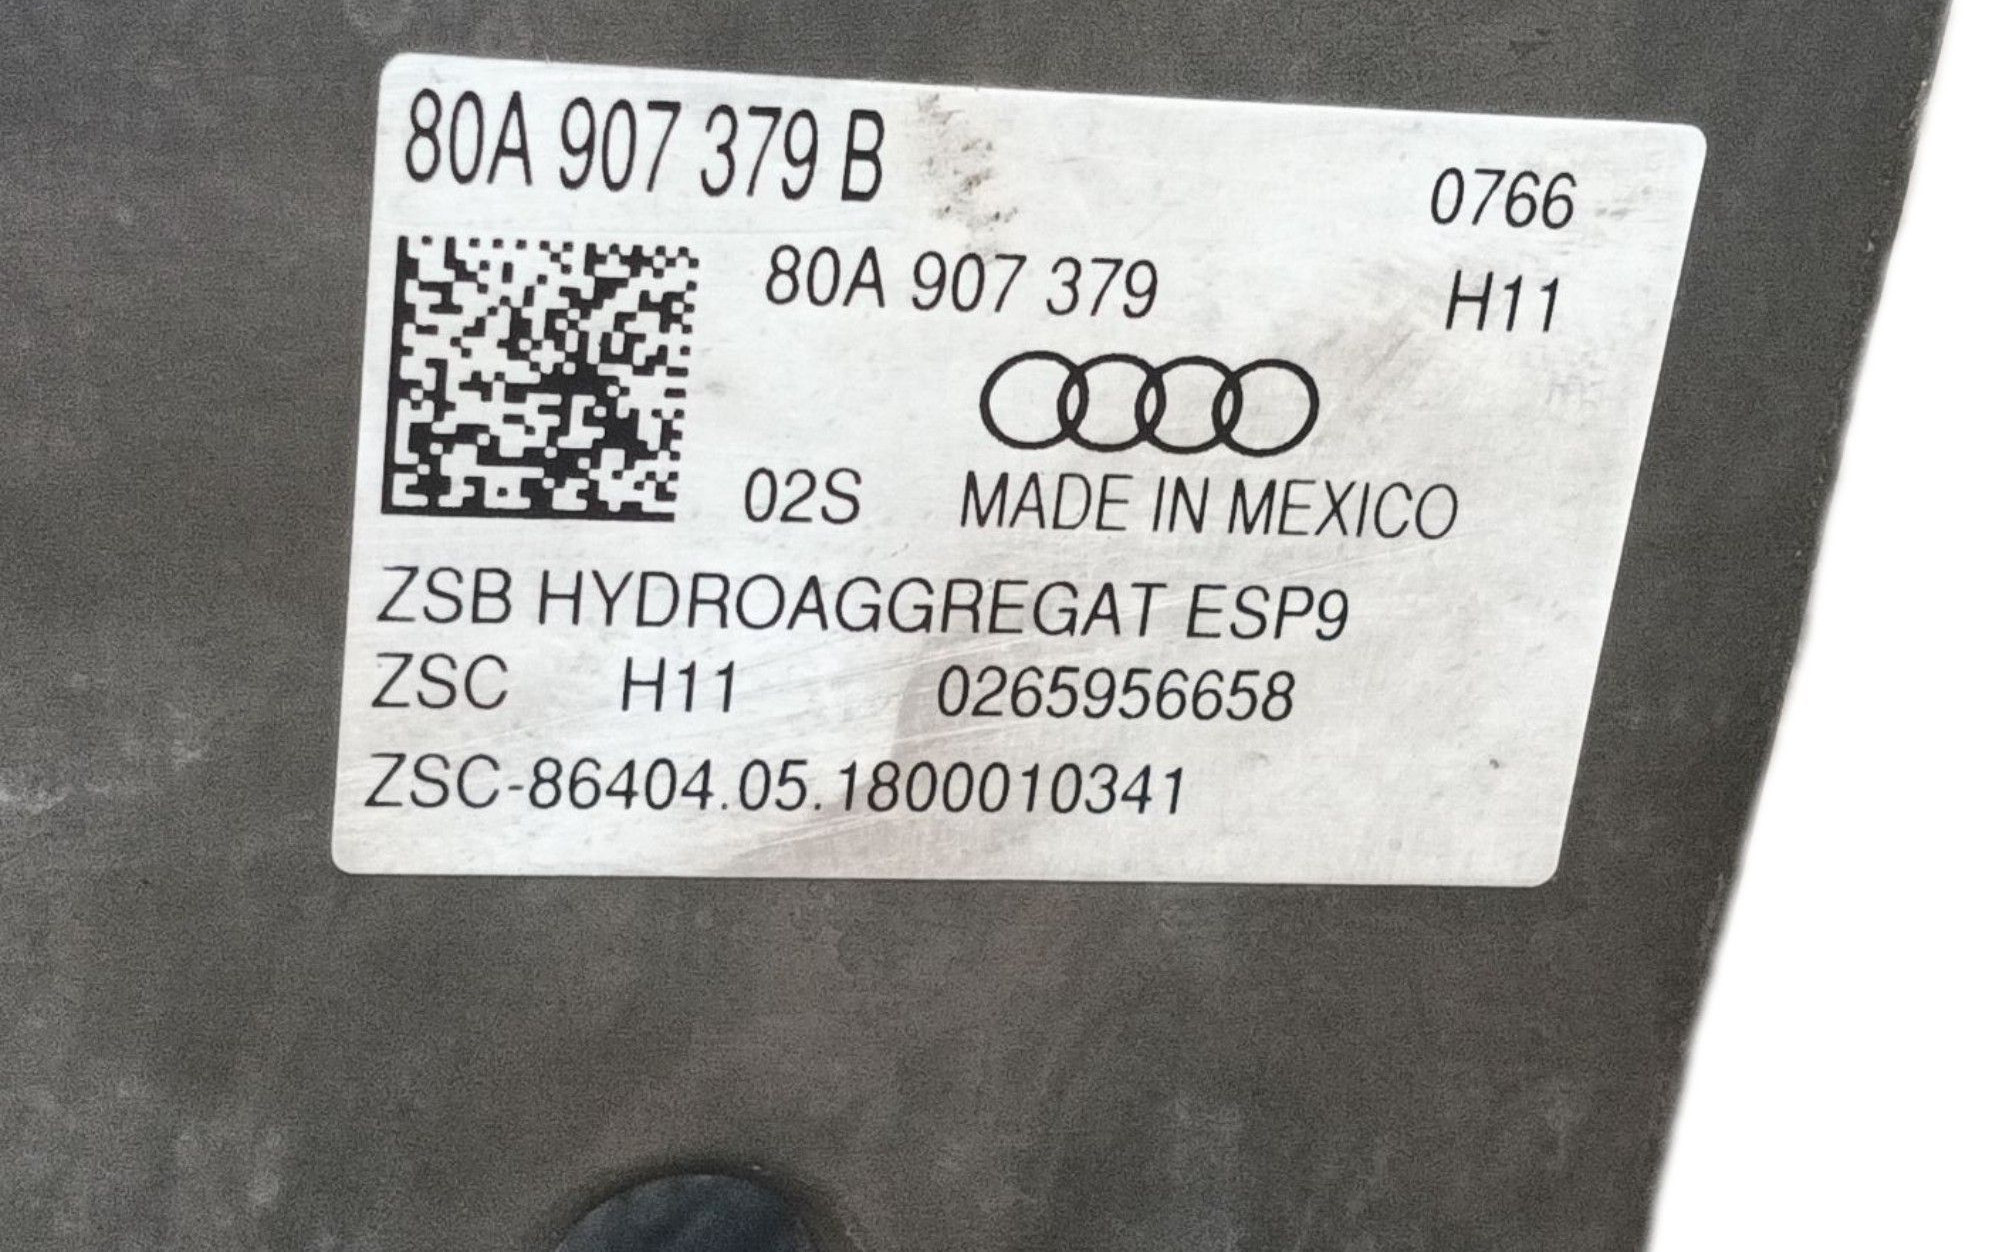 80A 907 379 B
0766
80A 907 379
H11
02S MADE IN MEXICO
ZSB HYDROAGGREGAT ESP9
ZSC H11 0265956658
ZSC-86404.05.1800010341